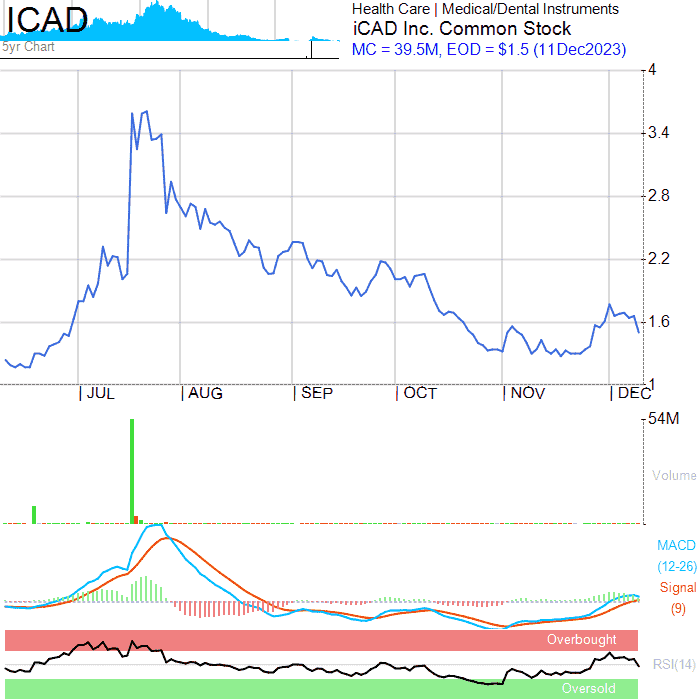 ICAD
5yr Chart
Health Care | Medical/Dental Instruments
iCAD Inc. Common Stock
MC = 39.5M, EOD = $1.5 (11Dec2023)
4
3.4
2.8
2.2
1.6
1
| JUL | AUG | SEP | OCT | NOV | DEC
54M
Volume
MACD
(12-26)
Signal
(9)
Overbought
RSI(14)
Oversold